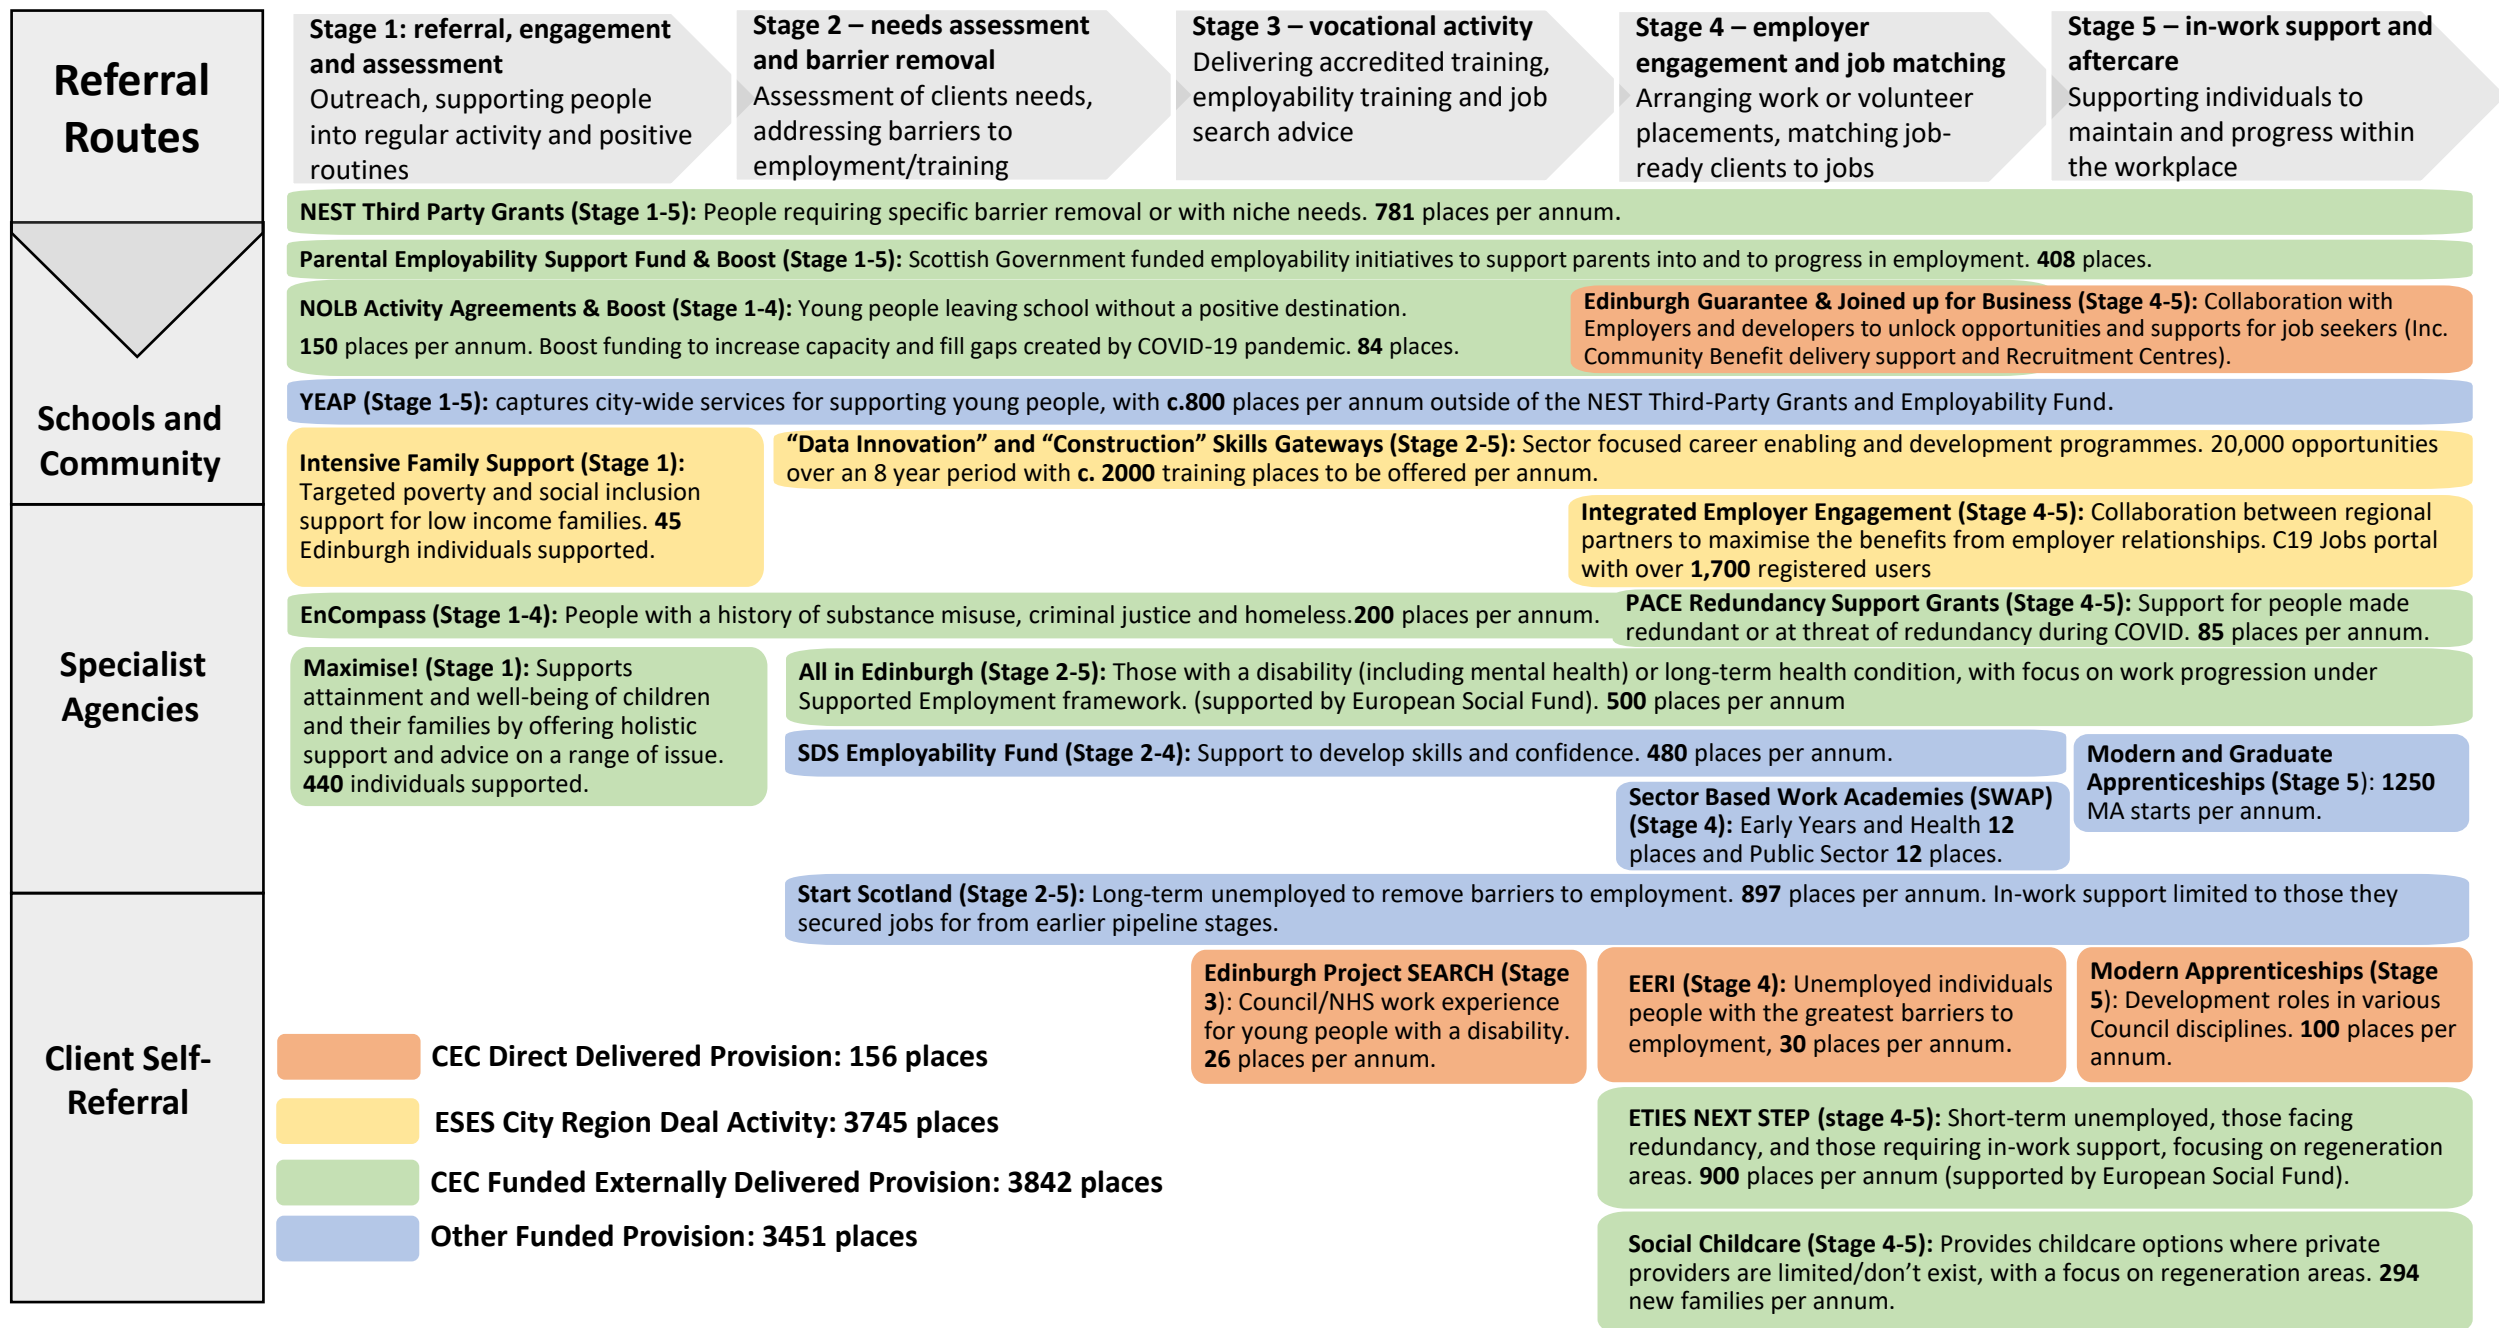 Referral
Routes
Schools and
Community
Specialist
Agencies
Client Self-
Referral
Stage 1: referral, engagement
and assessment
Outreach, supporting people
into regular activity and positive
routines
Stage 2 – needs assessment
and barrier removal
Assessment of clients needs,
addressing barriers to
employment/training
Stage 3 – vocational activity
Delivering accredited training,
employability training and job
search advice
Stage 4 – employer
engagement and job matching
Arranging work or volunteer
placements, matching job-
ready clients to jobs
Stage 5 – in-work support and
aftercare
Supporting individuals to
maintain and progress within
the workplace
NEST Third Party Grants (Stage 1-5): People requiring specific barrier removal or with niche needs. 781 places per annum.
Parental Employability Support Fund & Boost (Stage 1-5): Scottish Government funded employability initiatives to support parents into and to progress in employment. 408 places.
NOLB Activity Agreements & Boost (Stage 1-4): Young people leaving school without a positive destination.
150 places per annum. Boost funding to increase capacity and fill gaps created by COVID-19 pandemic. 84 places.
Edinburgh Guarantee & Joined up for Business (Stage 4-5): Collaboration with
Employers and developers to unlock opportunities and supports for job seekers (Inc.
Community Benefit delivery support and Recruitment Centres).
YEAP (Stage 1-5): captures city-wide services for supporting young people, with c.800 places per annum outside of the NEST Third-Party Grants and Employability Fund.
Intensive Family Support (Stage 1):
Targeted poverty and social inclusion
support for low income families. 45
Edinburgh individuals supported.
“Data Innovation” and “Construction” Skills Gateways (Stage 2-5): Sector focused career enabling and development programmes. 20,000 opportunities
over an 8 year period with c. 2000 training places to be offered per annum.
Integrated Employer Engagement (Stage 4-5): Collaboration between regional
partners to maximise the benefits from employer relationships. C19 Jobs portal
with over 1,700 registered users
EnCompass (Stage 1-4): People with a history of substance misuse, criminal justice and homeless.200 places per annum.
PACE Redundancy Support Grants (Stage 4-5): Support for people made
redundant or at threat of redundancy during COVID. 85 places per annum.
Maximise! (Stage 1): Supports
attainment and well-being of children
and their families by offering holistic
support and advice on a range of issue.
440 individuals supported.
All in Edinburgh (Stage 2-5): Those with a disability (including mental health) or long-term health condition, with focus on work progression under
Supported Employment framework. (supported by European Social Fund). 500 places per annum
SDS Employability Fund (Stage 2-4): Support to develop skills and confidence. 480 places per annum.
Modern and Graduate
Apprenticeships (Stage 5): 1250
MA starts per annum.
Sector Based Work Academies (SWAP)
(Stage 4): Early Years and Health 12
places and Public Sector 12 places.
Start Scotland (Stage 2-5): Long-term unemployed to remove barriers to employment. 897 places per annum. In-work support limited to those they
secured jobs for from earlier pipeline stages.
Edinburgh Project SEARCH (Stage
3): Council/NHS work experience
for young people with a disability.
26 places per annum.
EERI (Stage 4): Unemployed individuals
people with the greatest barriers to
employment, 30 places per annum.
Modern Apprenticeships (Stage
5): Development roles in various
Council disciplines. 100 places per
annum.
ETIES NEXT STEP (stage 4-5): Short-term unemployed, those facing
redundancy, and those requiring in-work support, focusing on regeneration
areas. 900 places per annum (supported by European Social Fund).
Social Childcare (Stage 4-5): Provides childcare options where private
providers are limited/don’t exist, with a focus on regeneration areas. 294
new families per annum.
CEC Direct Delivered Provision: 156 places
ESES City Region Deal Activity: 3745 places
CEC Funded Externally Delivered Provision: 3842 places
Other Funded Provision: 3451 places